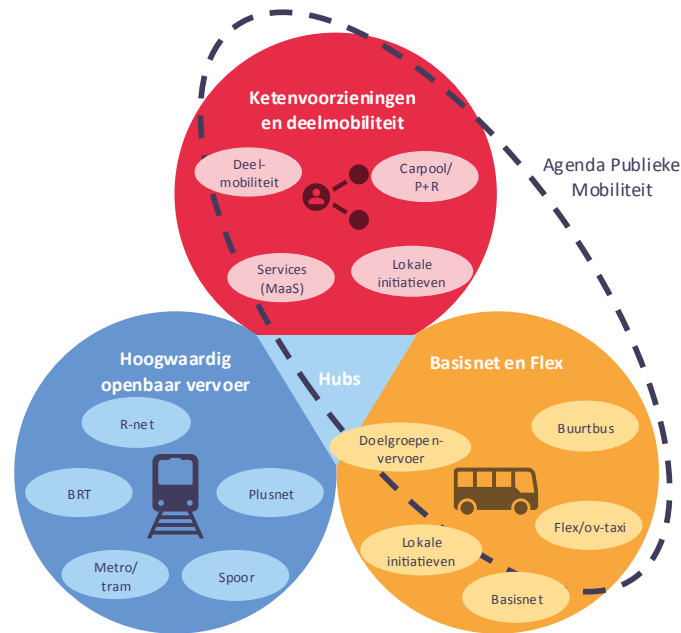 Ketenvoorzieningen
en deelmobiliteit
Deel-
mobiliteit
Carpool/
P+R
Services
(MaaS)
Lokale
initiatieven
Agenda Publieke
Mobiliteit
Hoogwaardig
openbaar vervoer
R-net
BRT
Plusnet
Metro/
tram
Spoor
Hubs
Basisnet en Flex
Doelgroepen-
vervoer
Buurtbus
Lokale
initiatieven
Flex/ov-taxi
Basisnet